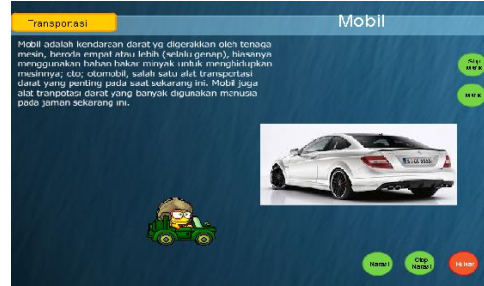 Transportasi
Mobil
Mobil adalah kendaraan darat yg digerakkan oleh tenaga
mesin, beroda empat atau lebih (selalu genap), biasanya
menggunakan bahan bakar minyak untuk menghidupkan
mesinnya; cto; otomobil, salah satu alat transportasi
darat yang penting pada saat sekarang ini. Mobil juga
alat tranpotasi darat yang banyak digunakan manusia
pada jaman sekarang ini.
Narasi
Stop
Narasi